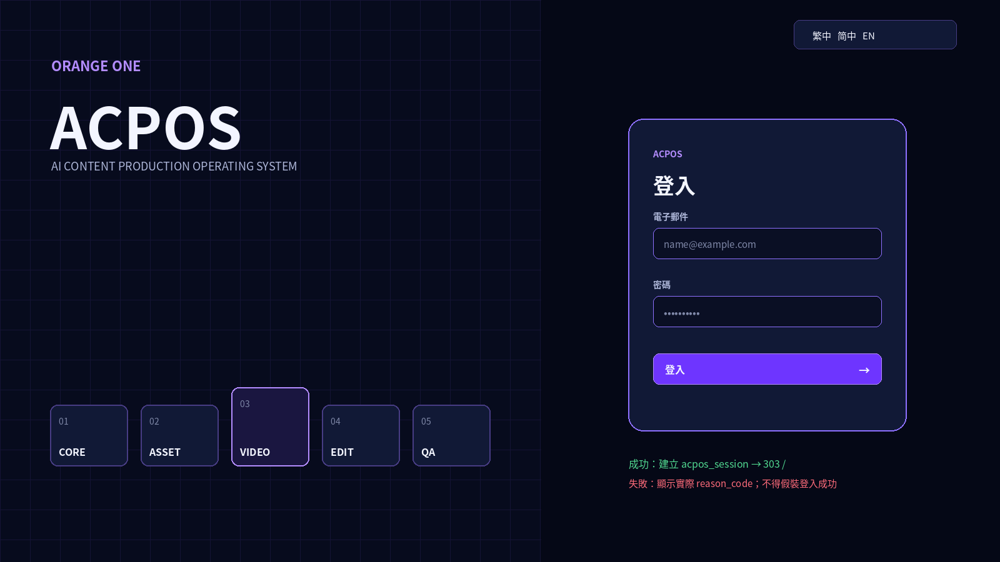 繁中 简中 EN
ORANGE ONE
ACPOS
AI CONTENT PRODUCTION OPERATING SYSTEM
01
CORE
02
ASSET
03
VIDEO
04
EDIT
05
QA
ACPOS
登入
電子郵件
name@example.com
密碼
••••••••••
登入 →
成功：建立 acpos_session → 303 /
失敗：顯示實際 reason_code；不得假裝登入成功